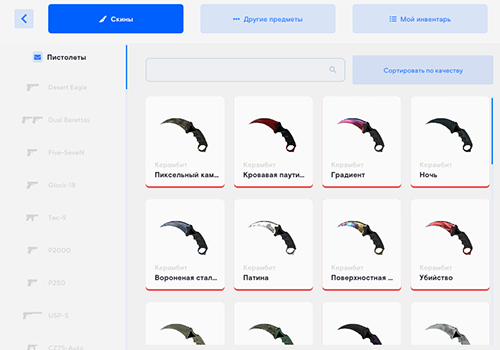 Скины
Другие предметы
Мой инвентарь
Пистолеты
Desert Eagle
Dual Berettas
Five-SeveN
Glock-18
Tec-9
P2000
P250
USP-S
CZ75-Auto
Сортировать по качеству
Керамбит
Пиксельный кам...
Керамбит
Кровавая паути...
Керамбит
Градиент
Керамбит
Ночь
Керамбит
Вороненая стал...
Керамбит
Патина
Керамбит
Поверхностная ...
Керамбит
Убийство